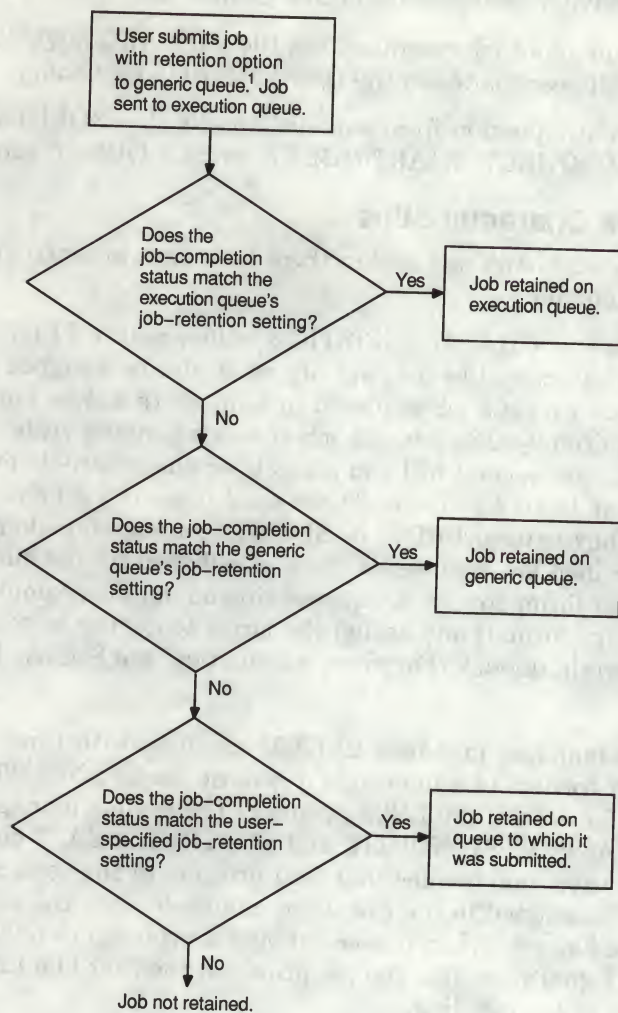 User submits job
with retention option
to generic queue.¹ Job
sent to execution queue.
Does the
job–completion
status match the
execution queue's
job–retention setting?
Yes
Job retained on
execution queue.
No
Does the job–completion
status match the generic
queue's job–retention
setting?
Yes
Job retained on
generic queue.
No
Does the job–completion
status match the user–
specified job–retention
setting?
Yes
Job retained on
queue to which it
was submitted.
No
Job not retained.